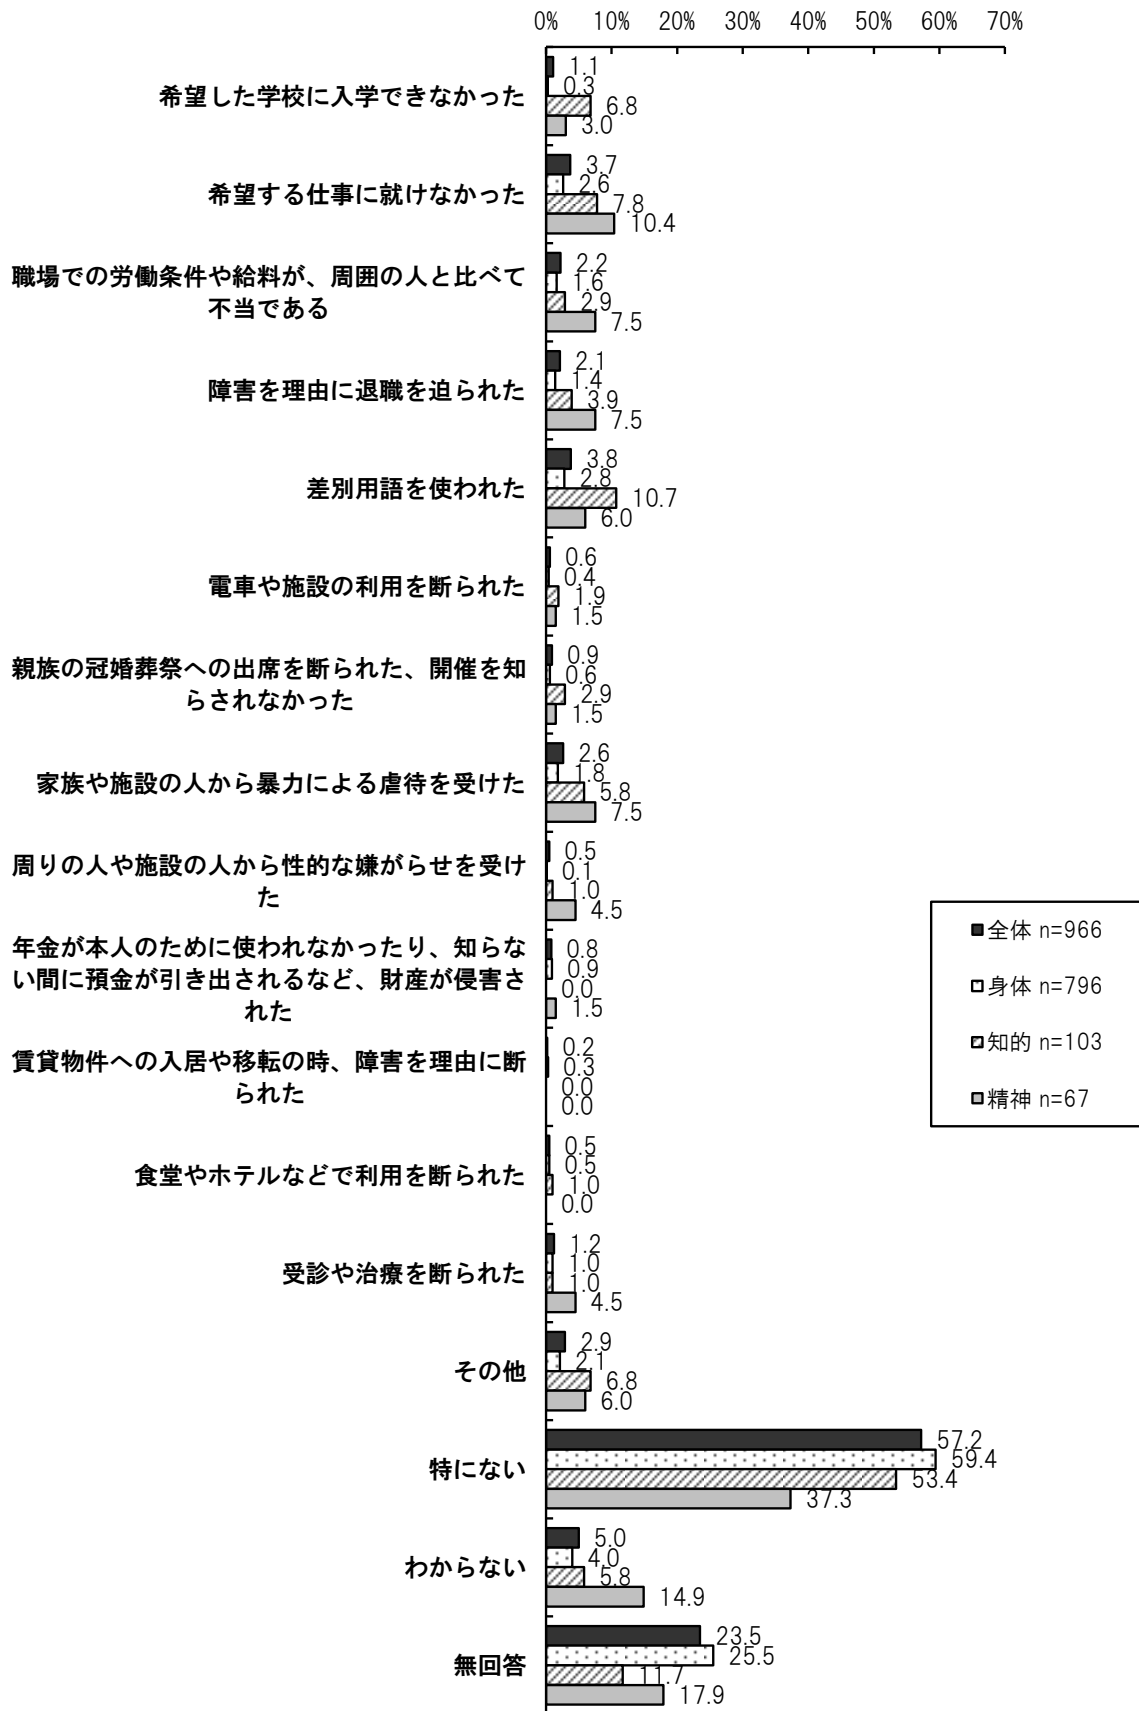 0% 10% 20% 30% 40% 50% 60% 70%
希望した学校に入学できなかった
1.1
0.3
6.8
3.0
希望する仕事に就けなかった
3.7
2.6
7.8
10.4
職場での労働条件や給料が、周囲の人と比べて
不当である
2.2
1.6
2.9
7.5
障害を理由に退職を迫られた
2.1
1.4
3.9
7.5
差別用語を使われた
3.8
2.8
10.7
6.0
電車や施設の利用を断られた
0.6
0.4
1.9
1.5
親族の冠婚葬祭への出席を断られた、開催を知
らされなかった
0.9
0.6
2.9
1.5
家族や施設の人から暴力による虐待を受けた
2.6
1.8
5.8
7.5
周りの人や施設の人から性的な嫌がらせを受け
た
0.5
0.1
1.0
4.5
年金が本人のために使われなかったり、知らな
い間に預金が引き出されるなど、財産が侵害さ
れた
0.8
0.9
0.0
1.5
賃貸物件への入居や移転の時、障害を理由に断
られた
0.2
0.3
0.0
0.0
食堂やホテルなどで利用を断られた
0.5
0.5
1.0
0.0
受診や治療を断られた
1.2
1.0
1.0
4.5
その他
2.9
2.1
6.8
6.0
特にない
57.2
59.4
53.4
37.3
わからない
5.0
4.0
5.8
14.9
無回答
23.5
25.5
11.7
17.9
全体 n=966
身体 n=796
知的 n=103
精神 n=67